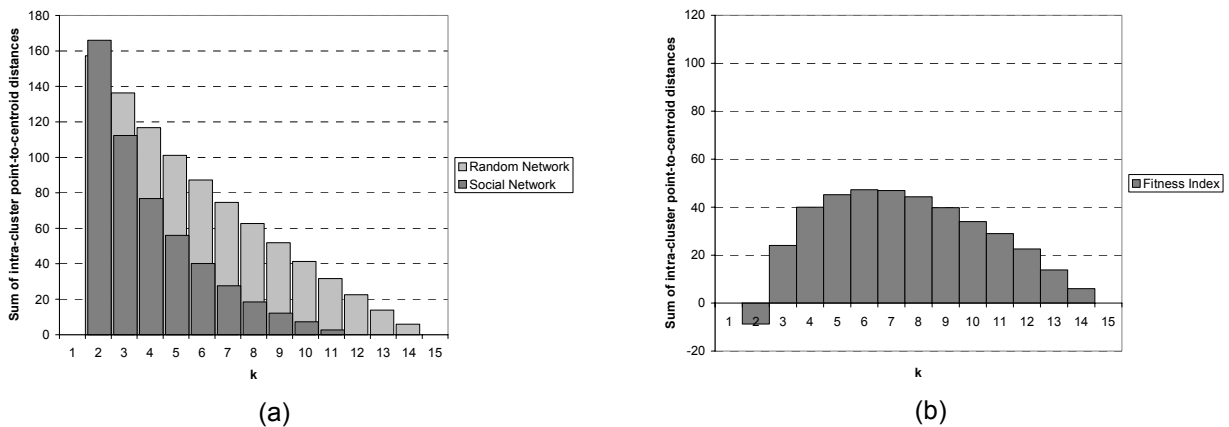 Sum of intra-cluster point-to-centroid distances
180
160
140
120
100
80
60
40
20
0
1 2 3 4 5 6 7 8 9 10 11 12 13 14 15
k
Random Network
Social Network
(a)
Sum of intra-cluster point-to-centroid distances
120
100
80
60
40
20
0
-20
1 2 3 4 5 6 7 8 9 10 11 12 13 14 15
k
Fitness Index
(b)